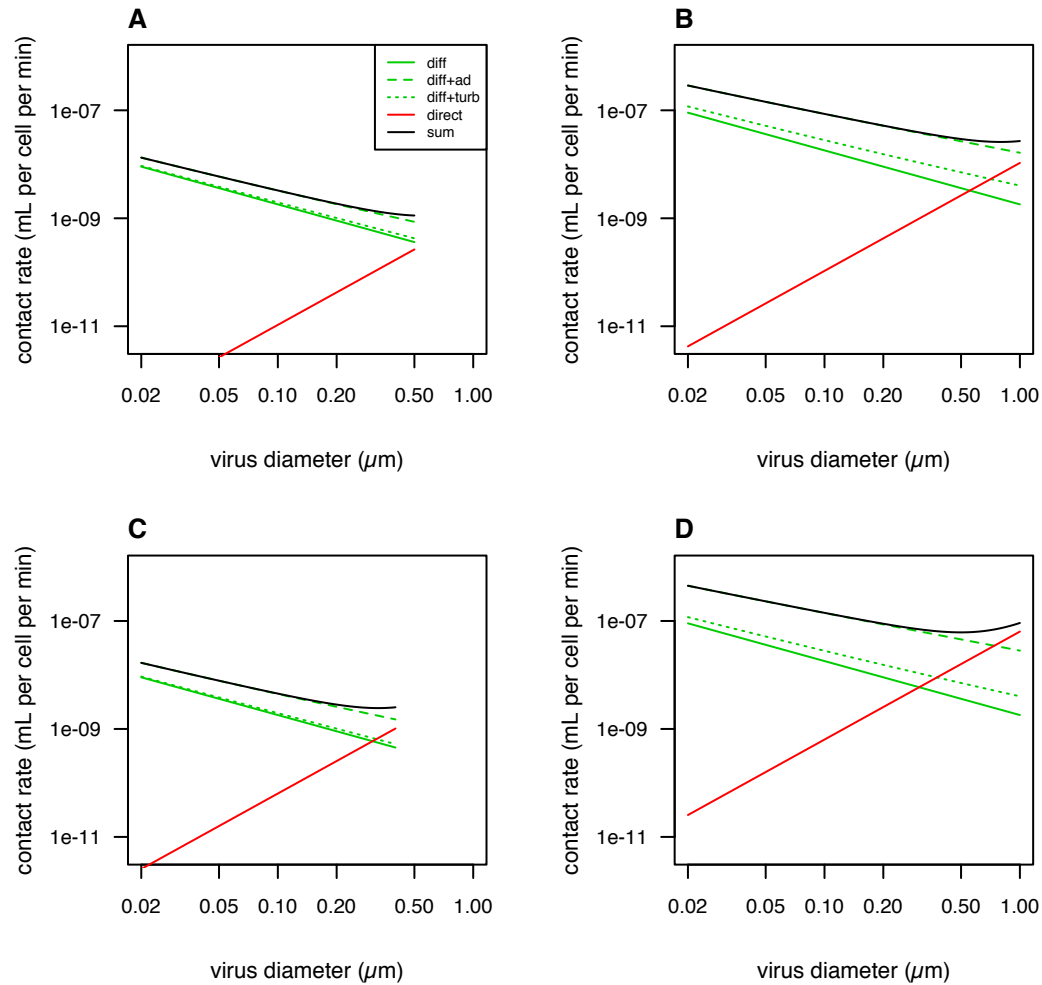 A
contact rate (mL per cell per min)
1e-07
1e-09
1e-11
diff
diff+ad
diff+turb
direct
sum
0.02 0.05 0.10 0.20 0.50 1.00
virus diameter (µm)
B
contact rate (mL per cell per min)
1e-07
1e-09
1e-11
0.02 0.05 0.10 0.20 0.50 1.00
virus diameter (µm)
C
contact rate (mL per cell per min)
1e-07
1e-09
1e-11
0.02 0.05 0.10 0.20 0.50 1.00
virus diameter (µm)
D
contact rate (mL per cell per min)
1e-07
1e-09
1e-11
0.02 0.05 0.10 0.20 0.50 1.00
virus diameter (µm)